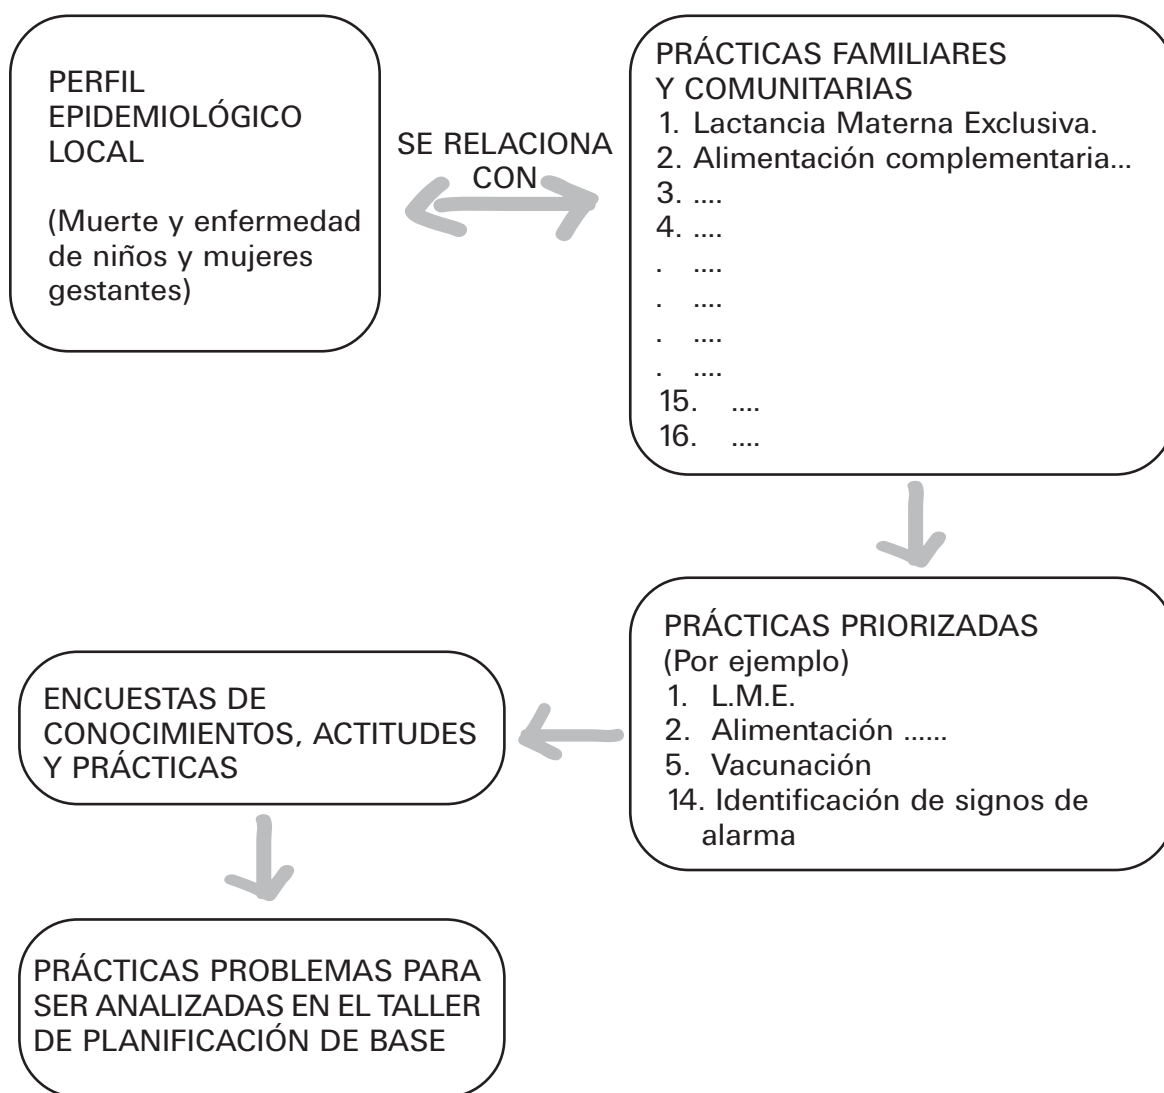 PERFIL
EPIDEMIOLÓGICO
LOCAL
(Muerte y enfermedad
de niños y mujeres
gestantes)
SE RELACIONA
CON
PRÁCTICAS FAMILIARES
Y COMUNITARIAS
1. Lactancia Materna Exclusiva.
2. Alimentación complementaria...
3. ....
4. ....
. ....
. ....
. ....
. ....
15. ....
16. ....
PRÁCTICAS PRIORIZADAS
(Por ejemplo)
1. L.M.E.
2. Alimentación ......
5. Vacunación
14. Identificación de signos de
alarma
ENCUESTAS DE
CONOCIMIENTOS, ACTITUDES
Y PRÁCTICAS
PRÁCTICAS PROBLEMAS PARA
SER ANALIZADAS EN EL TALLER
DE PLANIFICACIÓN DE BASE